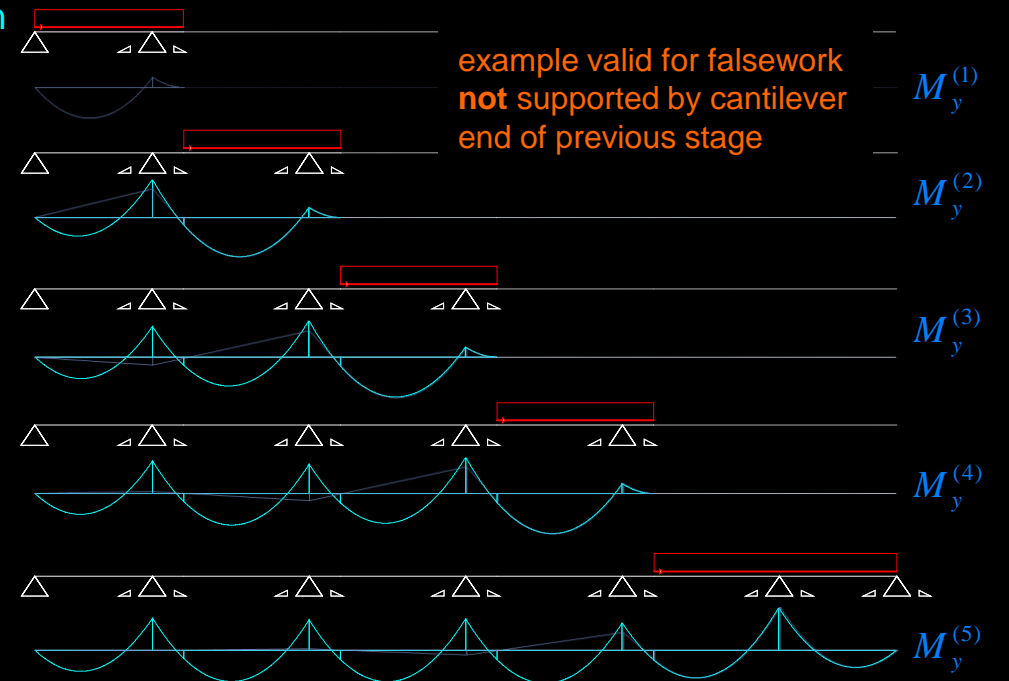 example valid for falsework
not supported by cantilever
end of previous stage
M_y^(1)
M_y^(2)
M_y^(3)
M_y^(4)
M_y^(5)